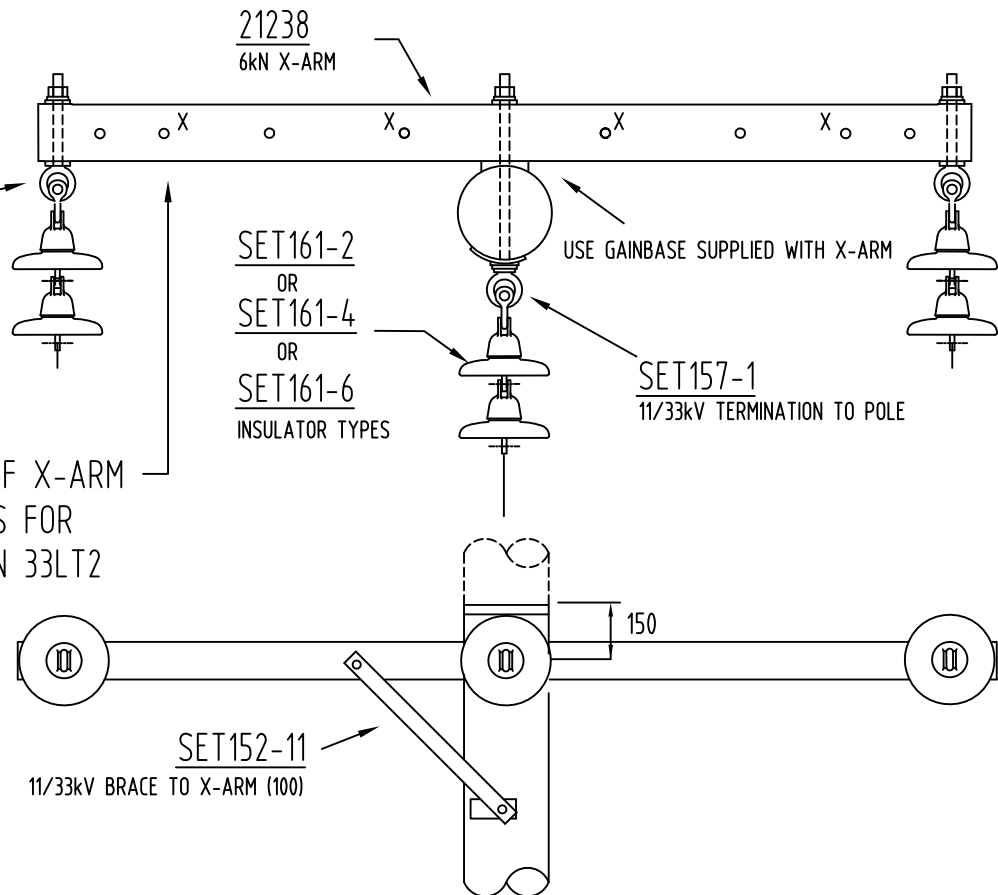 21238
6kN X-ARM
X X X X
USE GAINBASE SUPPLIED WITH X-ARM
SET161-2
OR
SET161-4
OR
SET161-6
INSULATOR TYPES
SET157-1
11/33kV TERMINATION TO POLE
F X-ARM
S FOR
N 33LT2
150
SET152-11
11/33kV BRACE TO X-ARM (100)